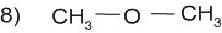 8) CH₃ — O — CH₃